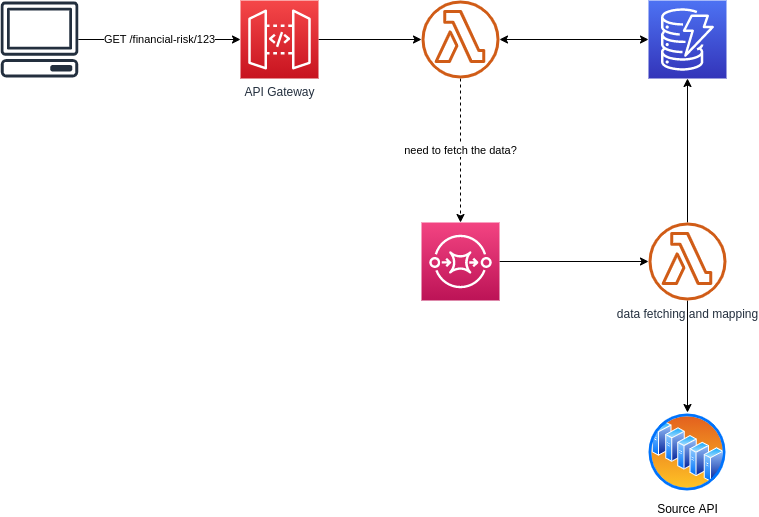 GET /financial-risk/123
API Gateway
need to fetch the data?
data fetching and mapping
Source API